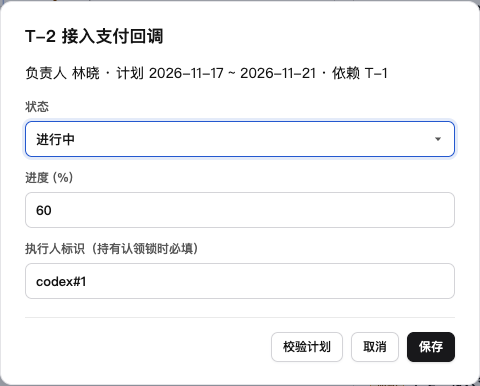 T-2 接入支付回调
负责人 林晓 · 计划 2026-11-17 ~ 2026-11-21 · 依赖 T-1
状态
进行中
进度 (%)
60
执行人标识（持有认领锁时必填）
codex#1
校验计划 取消 保存